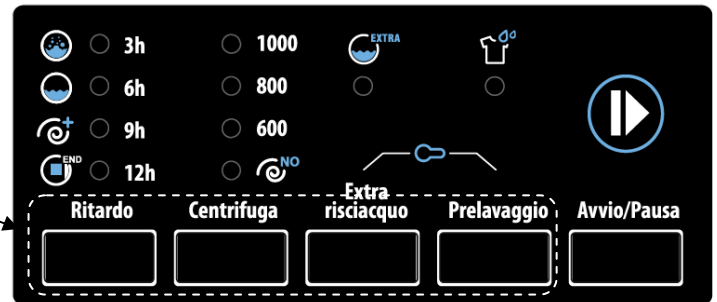 3h
1000
EXTRA
6h
800
9h
600
END
12h
NO
Ritardo
Centrifuga
Extra
risciacquo
Prelavaggio
Avvio/Pausa